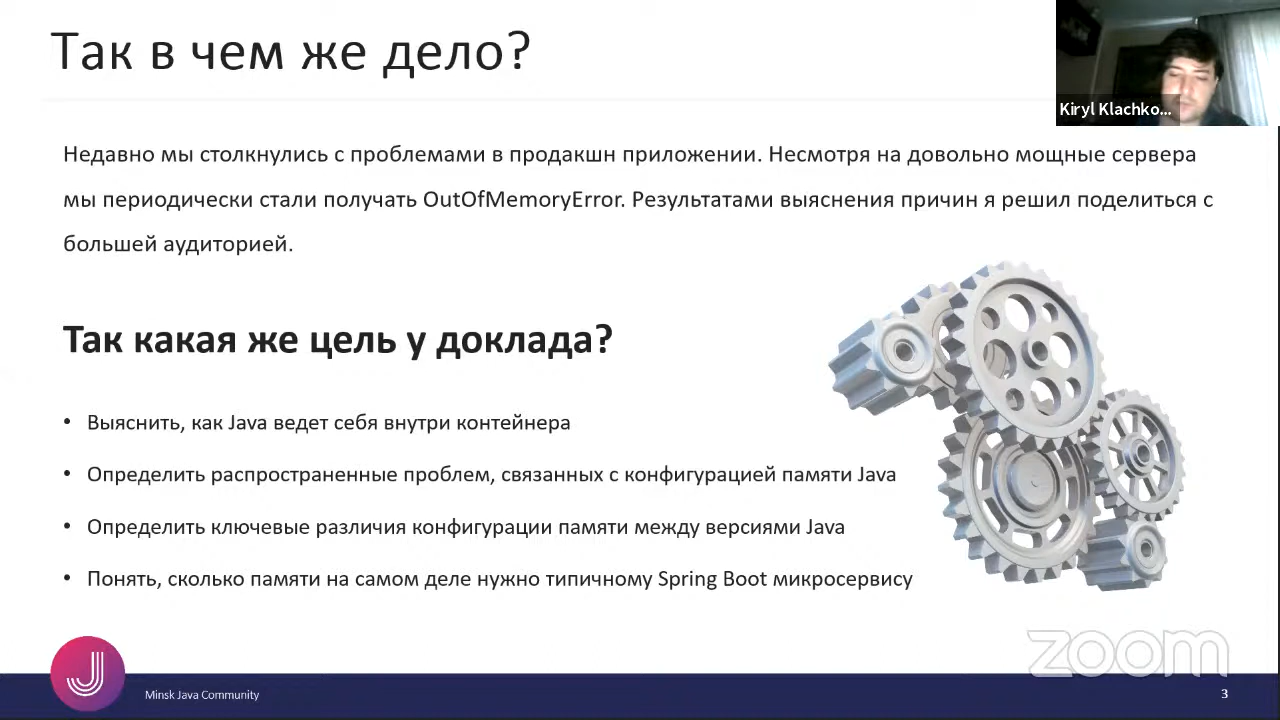 Так в чем же дело?
Kiryl Klachko...
Недавно мы столкнулись с проблемами в продакшн приложении. Несмотря на довольно мощные сервера
мы периодически стали получать OutOfMemoryError. Результатами выяснения причин я решил поделиться с
большей аудиторией.
Так какая же цель у доклада?
• Выяснить, как Java ведет себя внутри контейнера
• Определить распространенные проблем, связанных с конфигурацией памяти Java
• Определить ключевые различия конфигурации памяти между версиями Java
• Понять, сколько памяти на самом деле нужно типичному Spring Boot микросервису
zoom
Minsk Java Community
3